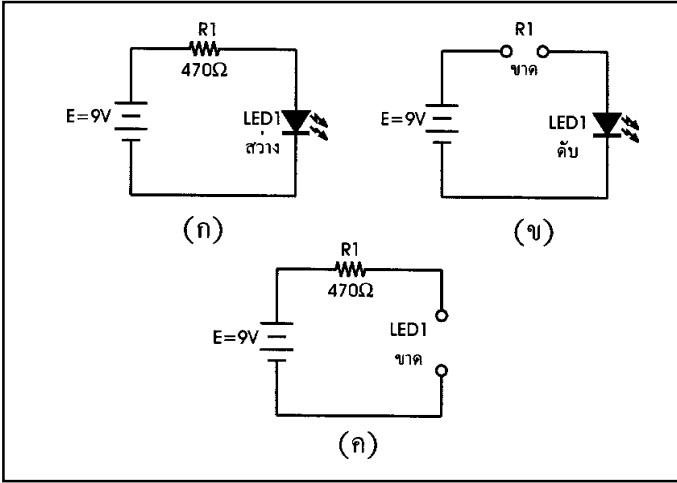 R1
470Ω
E=9V
LED1
สว่าง
(ก)
R1
ขาด
E=9V
LED1
ดับ
(ข)
R1
470Ω
E=9V
LED1
ขาด
(ค)